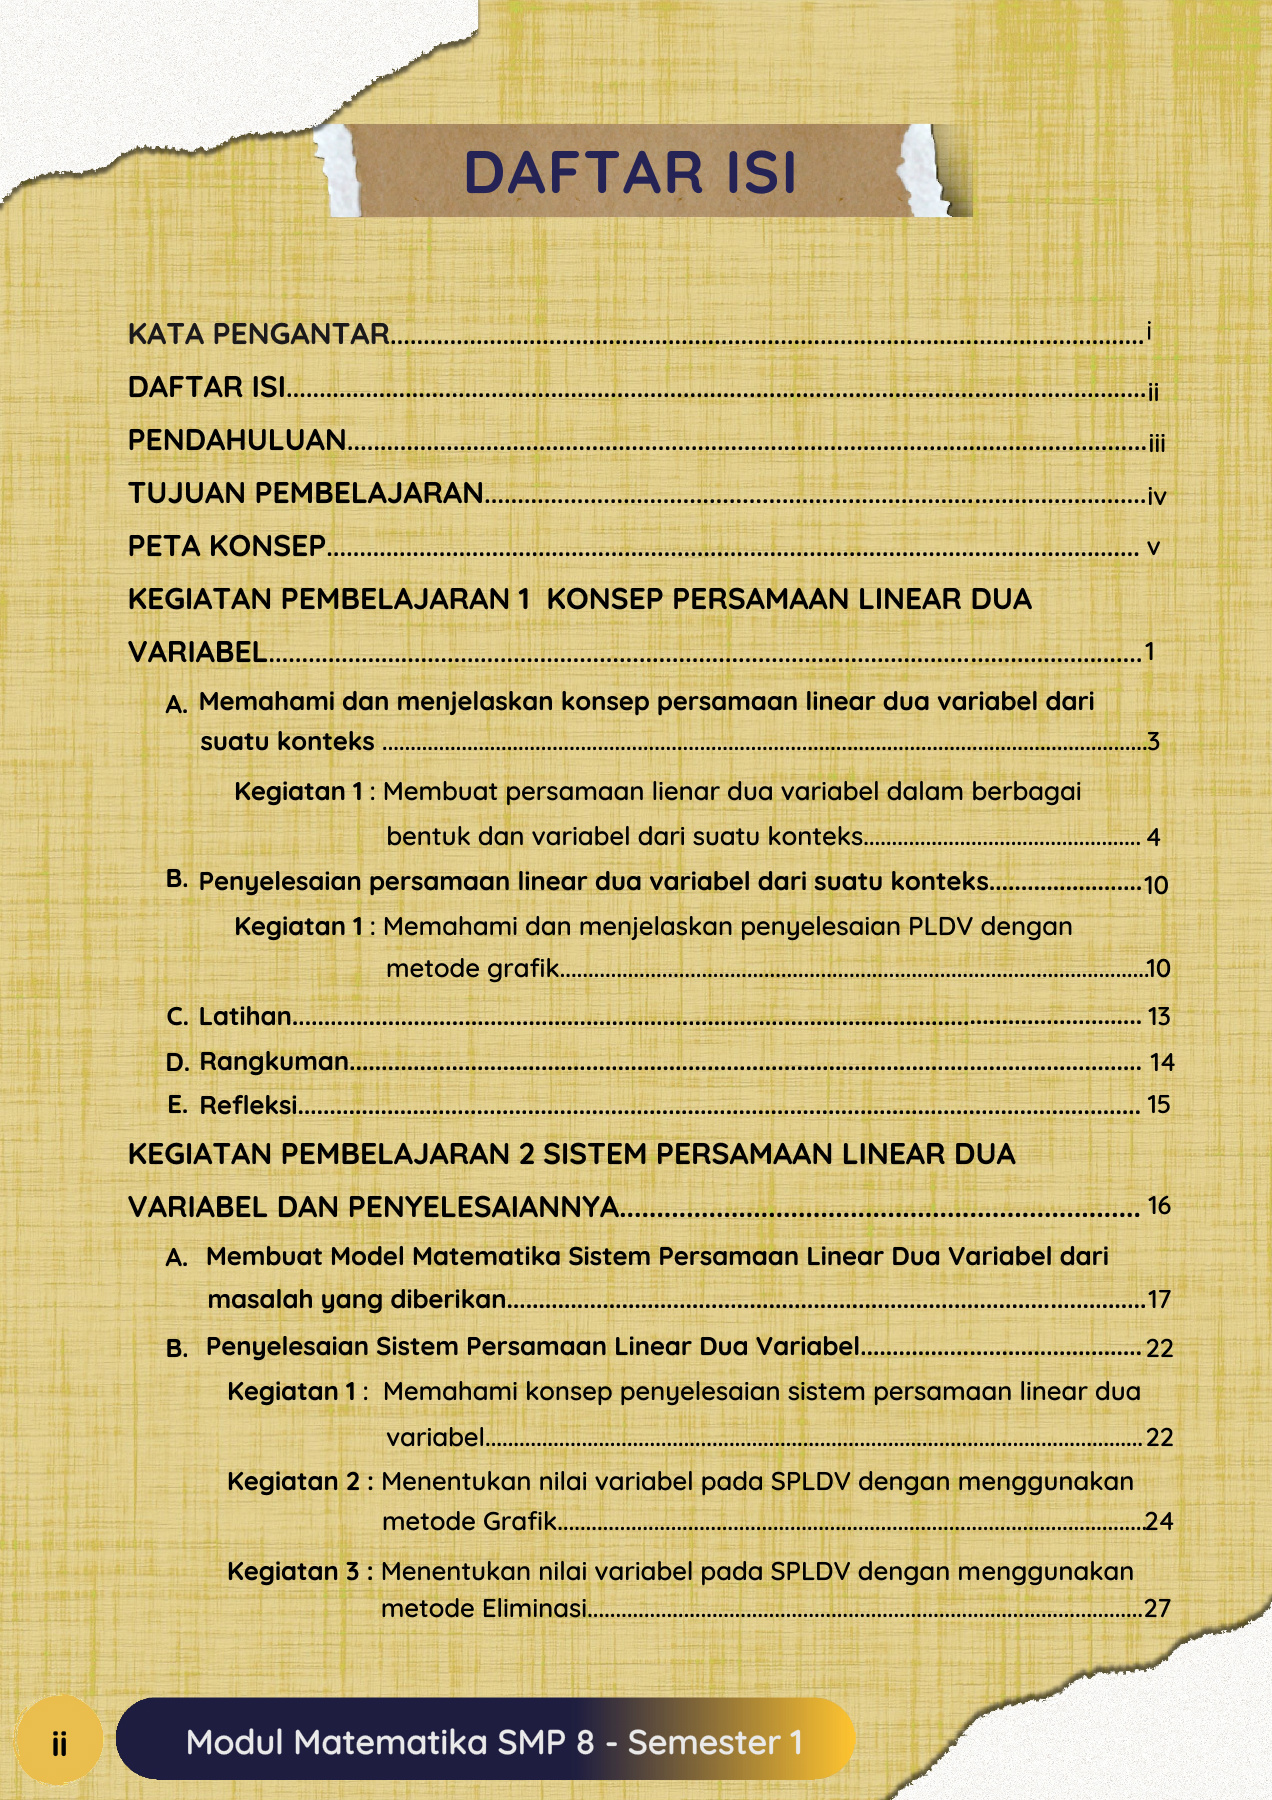 DAFTAR ISI
KATA PENGANTAR.......................................................................................................i
DAFTAR ISI.......................................................................................................ii
PENDAHULUAN.......................................................................................................iii
TUJUAN PEMBELAJARAN.......................................................................................................iv
PETA KONSEP....................................................................................................... v
KEGIATAN PEMBELAJARAN 1 KONSEP PERSAMAAN LINEAR DUA
VARIABEL.......................................................................................................1
A. Memahami dan menjelaskan konsep persamaan linear dua variabel dari
suatu konteks .......................................................................................................3
Kegiatan 1 : Membuat persamaan lienar dua variabel dalam berbagai
bentuk dan variabel dari suatu konteks.................................................... 4
B. Penyelesaian persamaan linear dua variabel dari suatu konteks........................10
Kegiatan 1 : Memahami dan menjelaskan penyelesaian PLDV dengan
metode grafik.......................................................................................................10
C. Latihan....................................................................................................... 13
D. Rangkuman....................................................................................................... 14
E. Refleksi....................................................................................................... 15
KEGIATAN PEMBELAJARAN 2 SISTEM PERSAMAAN LINEAR DUA
VARIABEL DAN PENYELESAIANNYA..................................................................... 16
A. Membuat Model Matematika Sistem Persamaan Linear Dua Variabel dari
masalah yang diberikan.......................................................................................................17
B. Penyelesaian Sistem Persamaan Linear Dua Variabel........................................... 22
Kegiatan 1 : Memahami konsep penyelesaian sistem persamaan linear dua
variabel....................................................................................................... 22
Kegiatan 2 : Menentukan nilai variabel pada SPLDV dengan menggunakan
metode Grafik.......................................................................................................24
Kegiatan 3 : Menentukan nilai variabel pada SPLDV dengan menggunakan
metode Eliminasi.......................................................................................................27
ii
Modul Matematika SMP 8 - Semester 1